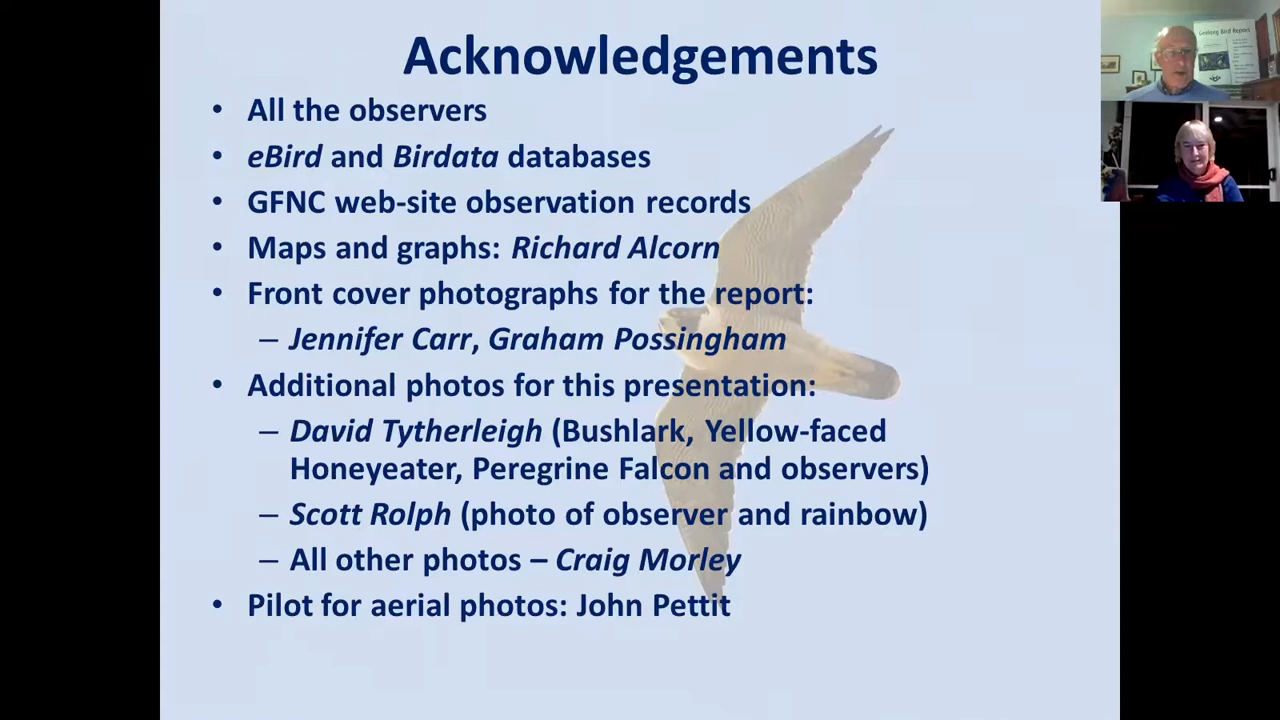 Acknowledgements
• All the observers
• eBird and Birdata databases
• GFNC web-site observation records
• Maps and graphs: Richard Alcorn
• Front cover photographs for the report:
– Jennifer Carr, Graham Possingham
• Additional photos for this presentation:
– David Tytherleigh (Bushlark, Yellow-faced
Honeyeater, Peregrine Falcon and observers)
– Scott Rolph (photo of observer and rainbow)
– All other photos – Craig Morley
• Pilot for aerial photos: John Pettit
Geelong Bird Report